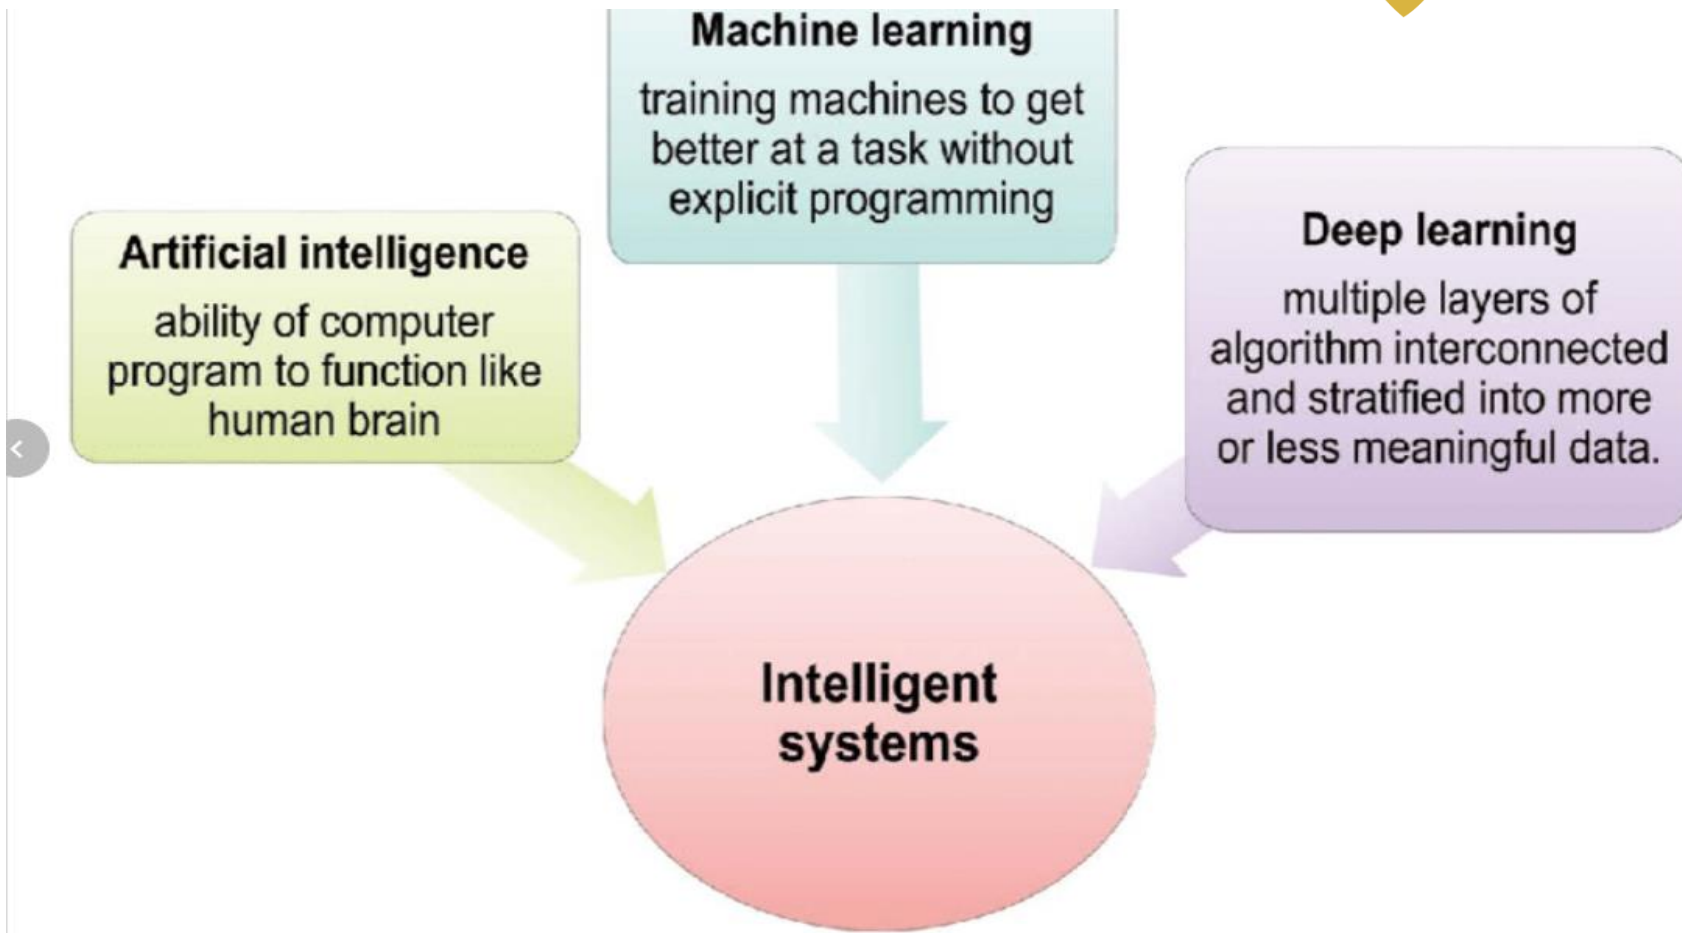 Machine learning
training machines to get
better at a task without
explicit programming
Artificial intelligence
ability of computer
program to function like
human brain
Deep learning
multiple layers of
algorithm interconnected
and stratified into more
or less meaningful data.
Intelligent
systems